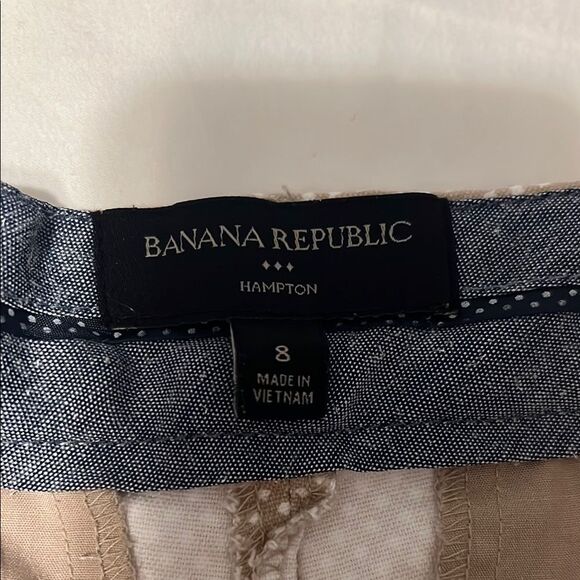 BANANA REPUBLIC
HAMPTON
8
MADE IN
VIETNAM